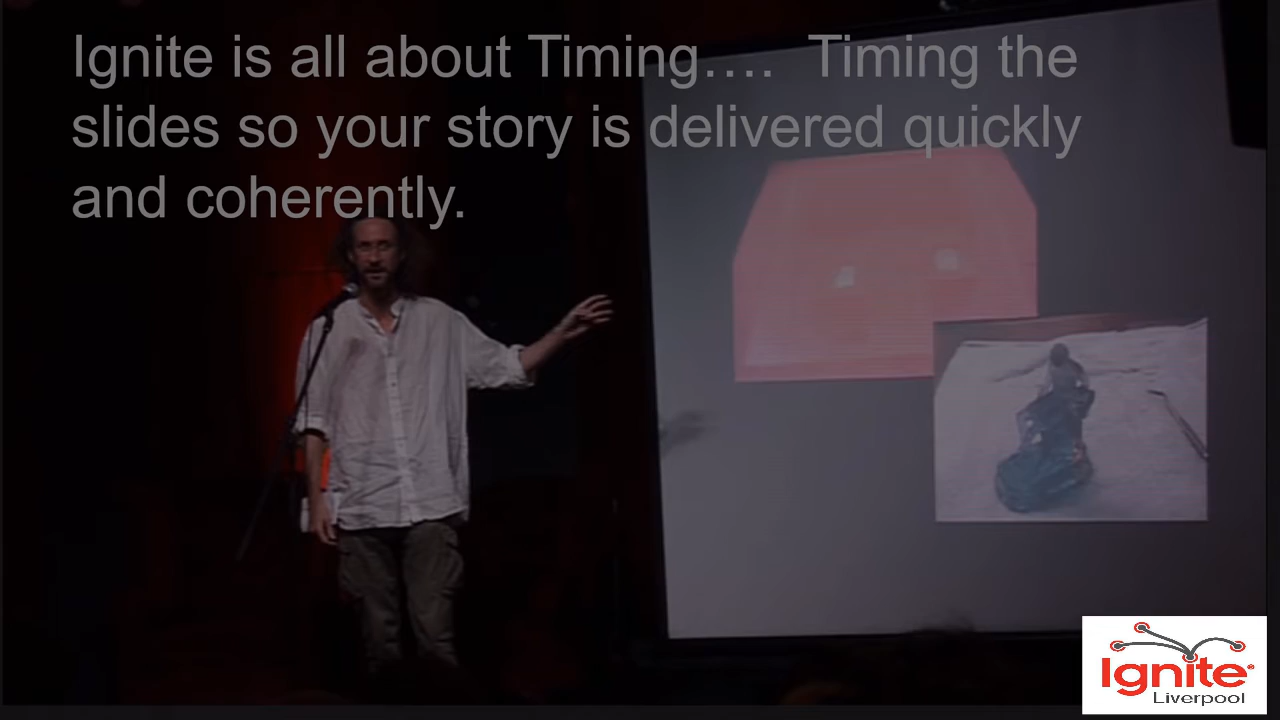 Ignite is all about Timing.... Timing the
slides so your story is delivered quickly
and coherently.
Ignite
Liverpool